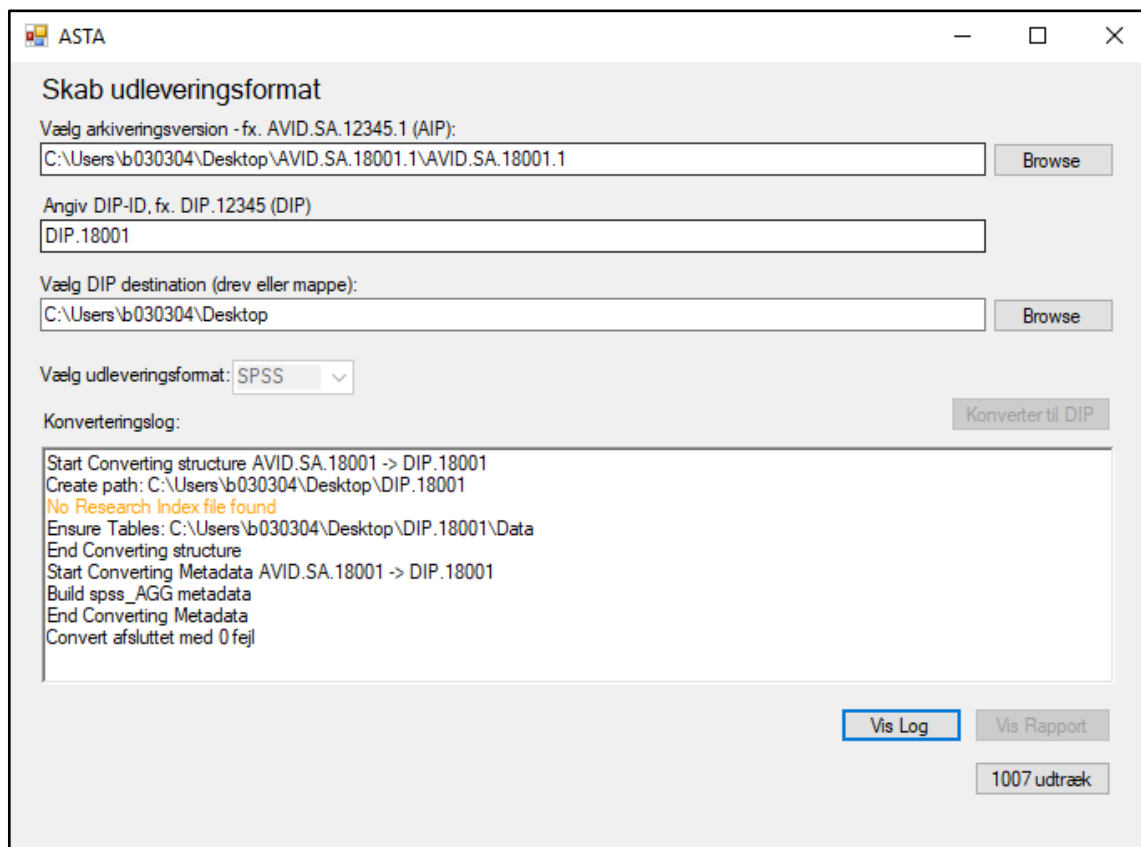 ASTA
Skab udleveringsformat
Vælg arkiveringsversion - fx. AVID.SA.12345.1 (AIP):
C:\Users\b030304\Desktop\AVID.SA.18001.1\AVID.SA.18001.1
Browse
Angiv DIP-ID, fx. DIP.12345 (DIP)
DIP.18001
Vælg DIP destination (drev eller mappe):
C:\Users\b030304\Desktop
Browse
Vælg udleveringsformat: SPSS
Konverter til DIP
Konverteringslog:
Start Converting structure AVID.SA.18001 -> DIP.18001
Create path: C:\Users\b030304\Desktop\DIP.18001
No Research Index file found
Ensure Tables: C:\Users\b030304\Desktop\DIP.18001\Data
End Converting structure
Start Converting Metadata AVID.SA.18001 -> DIP.18001
Build spss_AGG metadata
End Converting Metadata
Convert afsluttet med 0 fejl
Vis Log
Vis Rapport
1007 udtræk